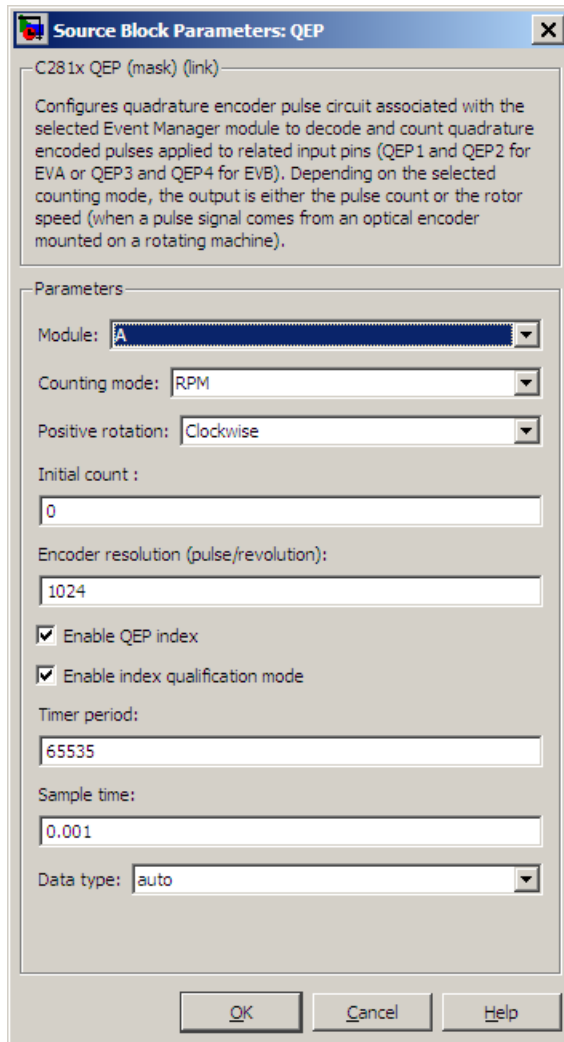 Source Block Parameters: QEP
C281x QEP (mask) (link)
Configures quadrature encoder pulse circuit associated with the
selected Event Manager module to decode and count quadrature
encoded pulses applied to related input pins (QEP1 and QEP2 for
EVA or QEP3 and QEP4 for EVB). Depending on the selected
counting mode, the output is either the pulse count or the rotor
speed (when a pulse signal comes from an optical encoder
mounted on a rotating machine).
Parameters
Module: A
Counting mode: RPM
Positive rotation: Clockwise
Initial count :
0
Encoder resolution (pulse/revolution):
1024
Enable QEP index
Enable index qualification mode
Timer period:
65535
Sample time:
0.001
Data type: auto
OK Cancel Help